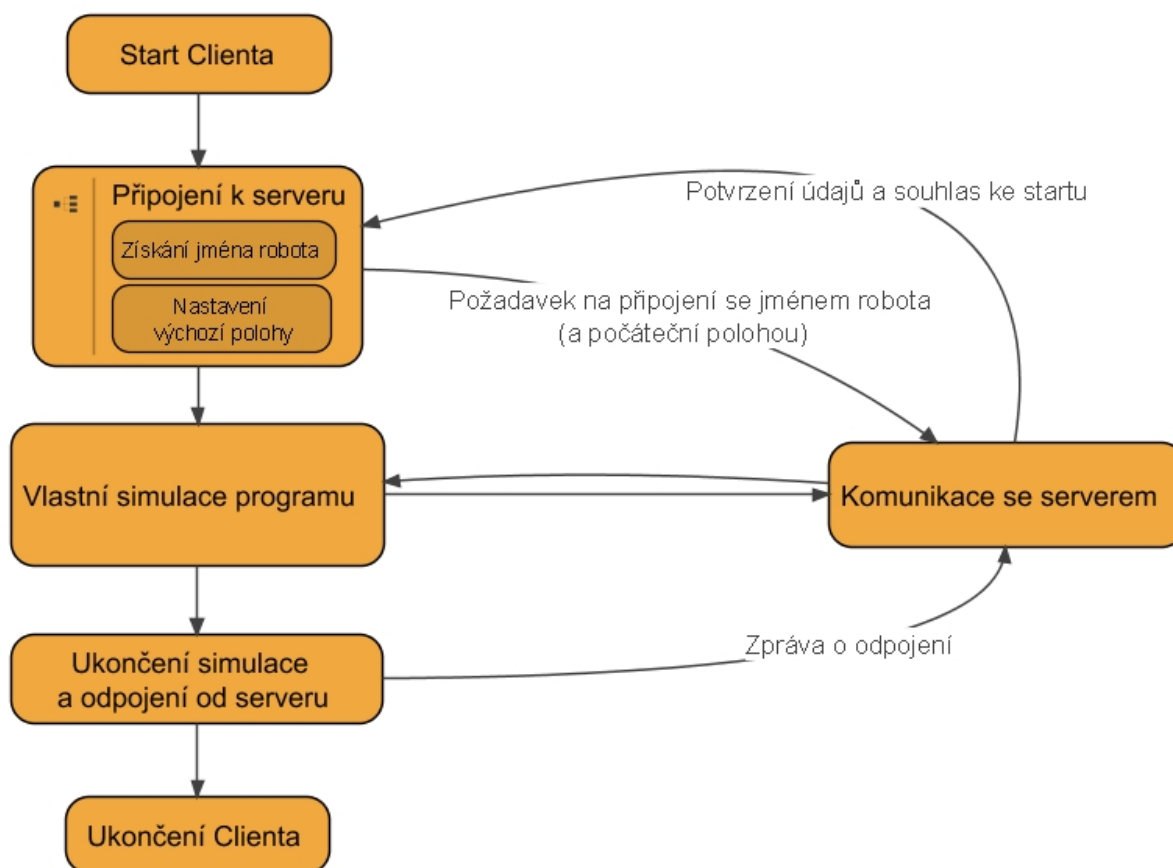 Start Clienta
Připojení k serveru
Získání jména robota
Nastavení
výchozí polohy
Potvrzení údajů a souhlas ke startu
Požadavek na připojení se jménem robota
(a počáteční polohou)
Vlastní simulace programu
Komunikace se serverem
Ukončení simulace
a odpojení od serveru
Zpráva o odpojení
Ukončení Clienta